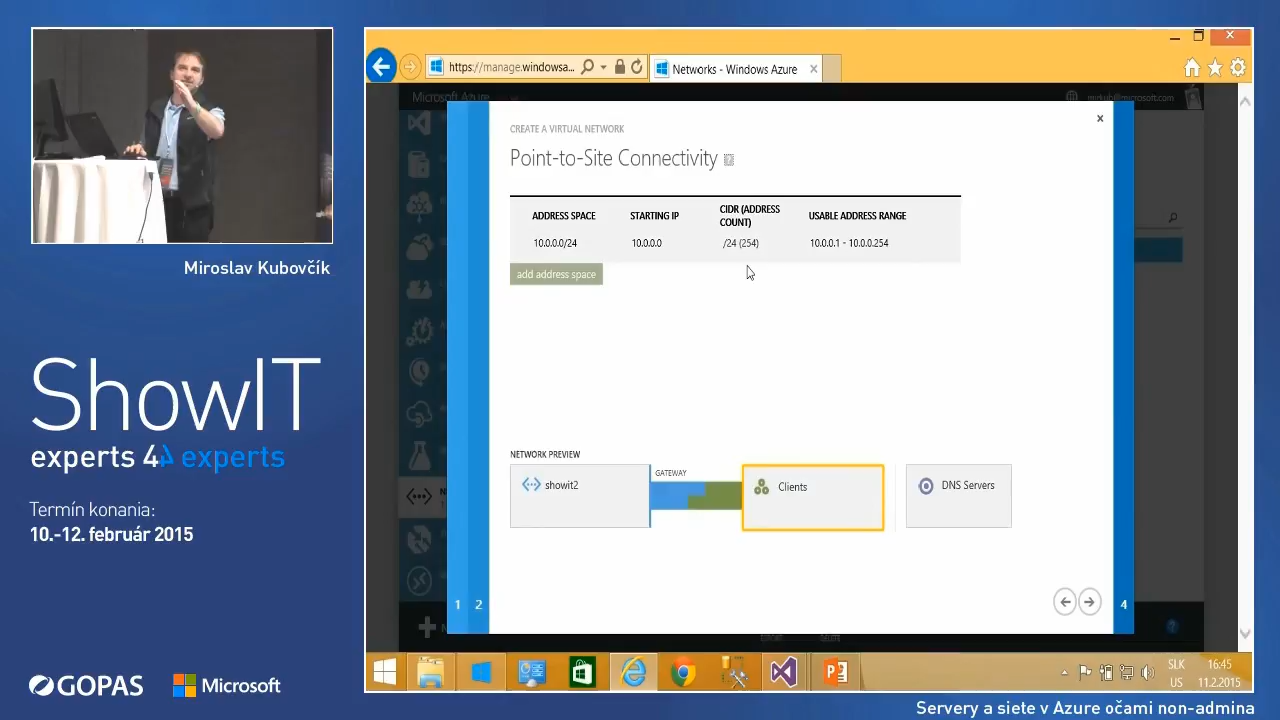 Miroslav Kubovčík
ShowIT
experts 4 experts
Termín konania:
10.-12. február 2015
GOPAS
Microsoft
https://manage.windowsa...
Networks - Windows Azure
Microsoft Azure
mirkub@microsoft.com
CREATE A VIRTUAL NETWORK
Point-to-Site Connectivity
ADDRESS SPACE
STARTING IP
CIDR (ADDRESS
COUNT)
USABLE ADDRESS RANGE
10.0.0.0/24
10.0.0.0
/24 (254)
10.0.0.1 - 10.0.0.254
add address space
NETWORK PREVIEW
showit2
GATEWAY
Clients
DNS Servers
1 2
4
SLK
US
16:45
11.2.2015
Servery a siete v Azure očami non-admina